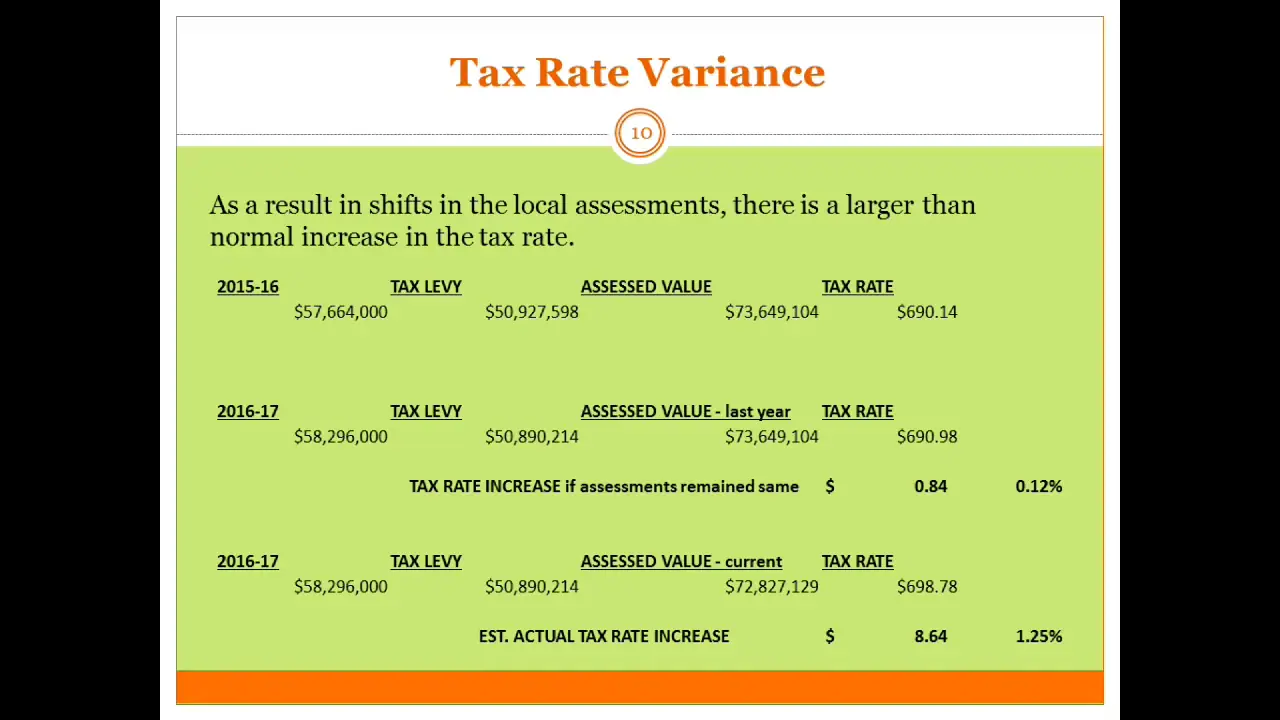 Tax Rate Variance
10
As a result in shifts in the local assessments, there is a larger than
normal increase in the tax rate.
2015-16 TAX LEVY ASSESSED VALUE TAX RATE
$57,664,000 $50,927,598 $73,649,104 $690.14
2016-17 TAX LEVY ASSESSED VALUE - last year TAX RATE
$58,296,000 $50,890,214 $73,649,104 $690.98
TAX RATE INCREASE if assessments remained same $ 0.84 0.12%
2016-17 TAX LEVY ASSESSED VALUE - current TAX RATE
$58,296,000 $50,890,214 $72,827,129 $698.78
EST. ACTUAL TAX RATE INCREASE $ 8.64 1.25%